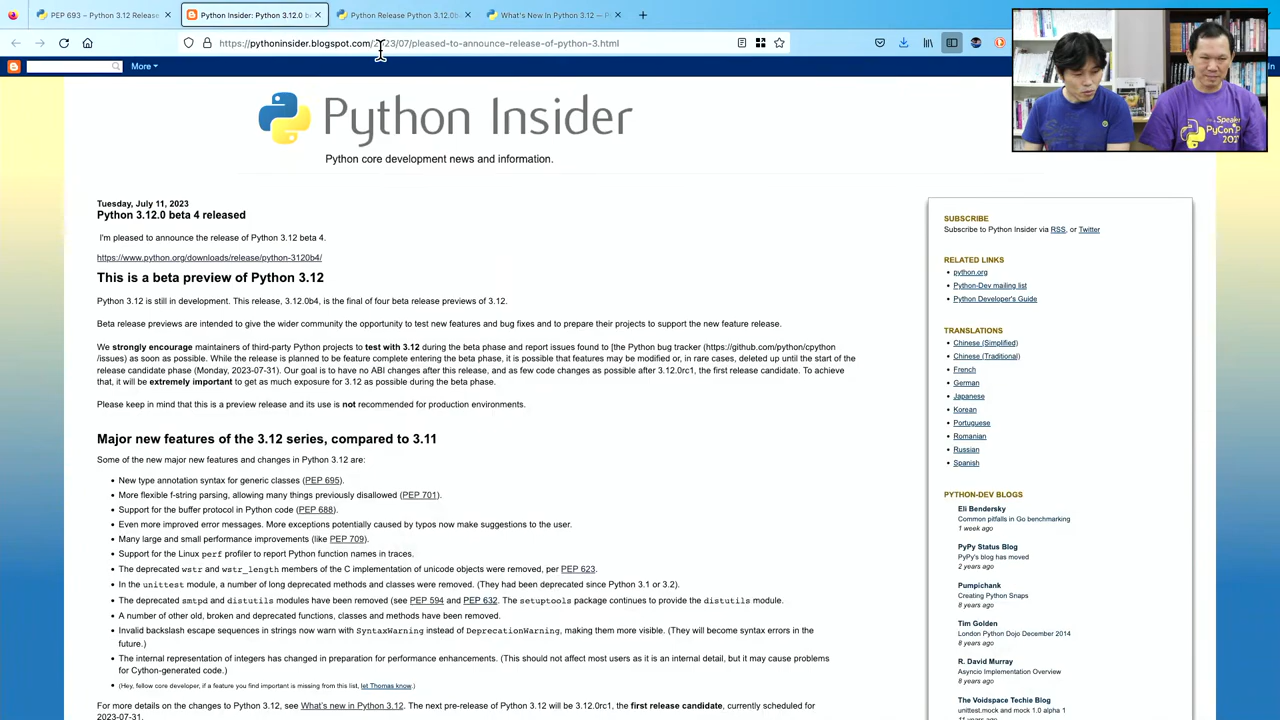 PEP 693 – Python 3.12 Release
Python Insider: Python 3.12.0 b
Python Release Python 3.12.0b
What's New In Python 3.12 — P
https://pythoninsider.blogspot.com/2023/07/pleased-to-announce-release-of-python-3.html
More
In
Python Insider
Python core development news and information.
Tuesday, July 11, 2023
Python 3.12.0 beta 4 released
I'm pleased to announce the release of Python 3.12 beta 4.
https://www.python.org/downloads/release/python-3120b4/
This is a beta preview of Python 3.12
Python 3.12 is still in development. This release, 3.12.0b4, is the final of four beta release previews of 3.12.
Beta release previews are intended to give the wider community the opportunity to test new features and bug fixes and to prepare their projects to support the new feature release.
We strongly encourage maintainers of third-party Python projects to test with 3.12 during the beta phase and report issues found to [the Python bug tracker (https://github.com/python/cpython
/issues) as soon as possible. While the release is planned to be feature complete entering the beta phase, it is possible that features may be modified or, in rare cases, deleted up until the start of the
release candidate phase (Monday, 2023-07-31). Our goal is to have no ABI changes after this release, and as few code changes as possible after 3.12.0rc1, the first release candidate. To achieve
that, it will be extremely important to get as much exposure for 3.12 as possible during the beta phase.
Please keep in mind that this is a preview release and its use is not recommended for production environments.
Major new features of the 3.12 series, compared to 3.11
Some of the new major new features and changes in Python 3.12 are:
• New type annotation syntax for generic classes (PEP 695).
• More flexible f-string parsing, allowing many things previously disallowed (PEP 701).
• Support for the buffer protocol in Python code (PEP 688).
• Even more improved error messages. More exceptions potentially caused by typos now make suggestions to the user.
• Many large and small performance improvements (like PEP 709).
• Support for the Linux perf profiler to report Python function names in traces.
• The deprecated wstr and wstr_length members of the C implementation of unicode objects were removed, per PEP 623.
• In the unittest module, a number of long deprecated methods and classes were removed. (They had been deprecated since Python 3.1 or 3.2).
• The deprecated smtpd and distutils modules have been removed (see PEP 594 and PEP 632. The setuptools package continues to provide the distutils module.
• A number of other old, broken and deprecated functions, classes and methods have been removed.
• Invalid backslash escape sequences in strings now warn with SyntaxWarning instead of DeprecationWarning, making them more visible. (They will become syntax errors in the
future.)
• The internal representation of integers has changed in preparation for performance enhancements. (This should not affect most users as it is an internal detail, but it may cause problems
for Cython-generated code.)
• (Hey, fellow core developer, if a feature you find important is missing from this list, let Thomas know.)
For more details on the changes to Python 3.12, see What's new in Python 3.12. The next pre-release of Python 3.12 will be 3.12.0rc1, the first release candidate, currently scheduled for
2023-07-31.
SUBSCRIBE
Subscribe to Python Insider via RSS, or Twitter
RELATED LINKS
• python.org
• Python-Dev mailing list
• Python Developer's Guide
TRANSLATIONS
• Chinese (Simplified)
• Chinese (Traditional)
• French
• German
• Japanese
• Korean
• Portuguese
• Romanian
• Russian
• Spanish
PYTHON-DEV BLOGS
Eli Bendersky
Common pitfalls in Go benchmarking
1 week ago
PyPy Status Blog
PyPy's blog has moved
2 years ago
Pumpichank
Creating Python Snaps
8 years ago
Tim Golden
London Python Dojo December 2014
8 years ago
R. David Murray
Asyncio Implementation Overview
8 years ago
The Voidspace Techie Blog
unittest.mock and mock 1.0 alpha 1
11 years ago
Speaker
PyCon